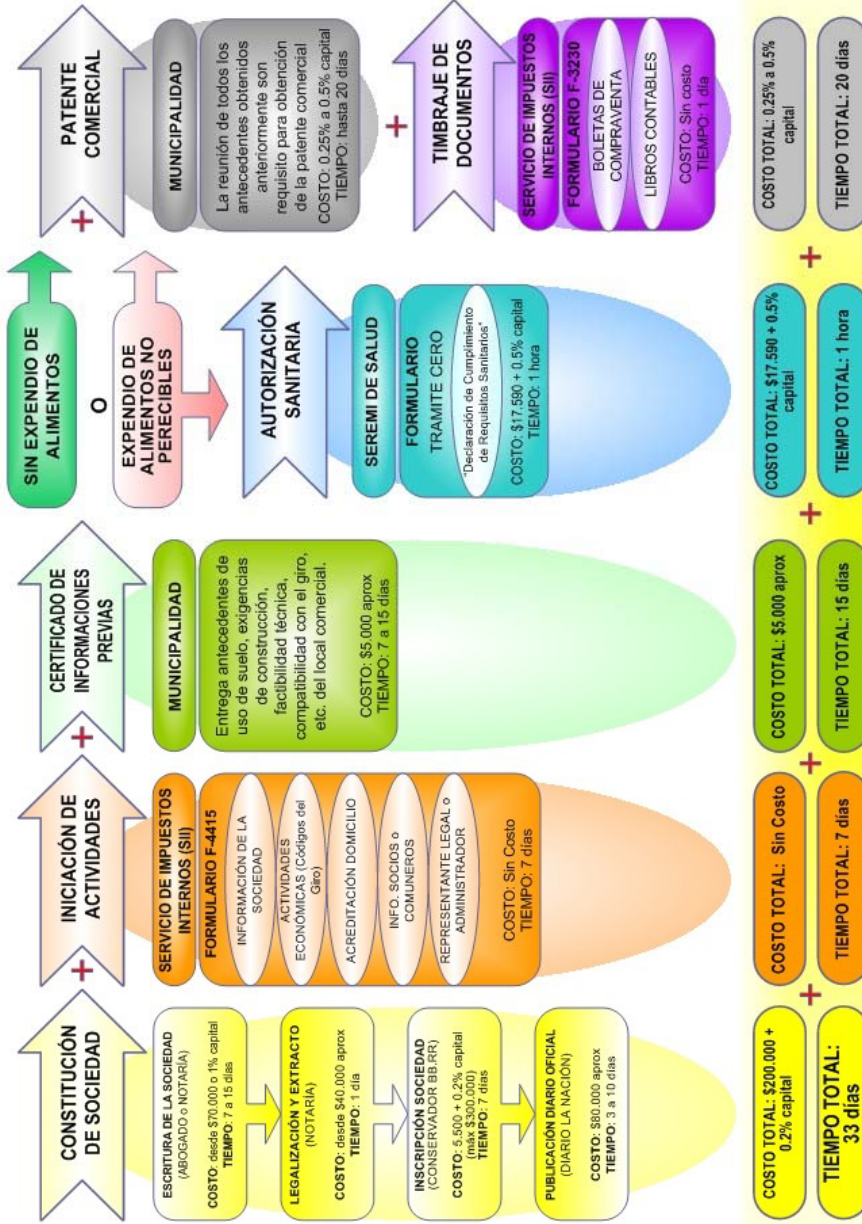 CONSTITUCIÓN
DE SOCIEDAD
ESCRITURA DE LA SOCIEDAD
(ABOGADO o NOTARÍA)
COSTO: desde $70.000 o 1% capital
TIEMPO: 7 a 15 días
LEGALIZACIÓN Y EXTRACTO
(NOTARÍA)
COSTO: desde $40.000 aprox
TIEMPO: 1 día
INSCRIPCIÓN SOCIEDAD
(CONSERVADOR BB.RR)
COSTO: 5.500 + 0.2% capital
(máx $300.000)
TIEMPO: 7 días
PUBLICACIÓN DIARIO OFICIAL
(DIARIO LA NACIÓN)
COSTO: $80.000 aprox
TIEMPO: 3 a 10 días
COSTO TOTAL: $200.000 +
0.2% capital
TIEMPO TOTAL:
33 días
+
+
INICIACIÓN DE
ACTIVIDADES
SERVICIO DE IMPUESTOS
INTERNOS (SII)
FORMULARIO F-4415
INFORMACIÓN DE LA
SOCIEDAD
ACTIVIDADES
ECONÓMICAS (Códigos del
Giro)
ACREDITACIÓN DOMICILIO
INFO. SOCIOS o
COMUNEROS
REPRESENTANTE LEGAL o
ADMINISTRADOR
COSTO: Sin Costo
TIEMPO: 7 días
COSTO TOTAL: Sin Costo
TIEMPO TOTAL: 7 días
+
+
CERTIFICADO DE
INFORMACIONES
PREVIAS
MUNICIPALIDAD
Entrega antecedentes de
uso de suelo, exigencias
de construcción,
factibilidad técnica,
compatibilidad con el giro,
etc. del local comercial.
COSTO: $5.000 aprox
TIEMPO: 7 a 15 días
COSTO TOTAL: $5.000 aprox
TIEMPO TOTAL: 15 días
+
SIN EXPENDIO DE
ALIMENTOS
O
EXPENDIO DE
ALIMENTOS NO
PERECIBLES
AUTORIZACIÓN
SANITARIA
SEREMI DE SALUD
FORMULARIO
TRAMITE CERO
"Declaración de Cumplimiento
de Requisitos Sanitarios"
COSTO: $17.590 + 0.5% capital
TIEMPO: 1 hora
COSTO TOTAL: $17.590 + 0.5%
capital
TIEMPO TOTAL: 1 hora
+
+
PATENTE
COMERCIAL
MUNICIPALIDAD
La reunión de todos los
antecedentes obtenidos
anteriormente son
requisito para obtención
de la patente comercial
COSTO: 0.25% a 0.5% capital
TIEMPO: hasta 20 días
+
TIMBRAJE DE
DOCUMENTOS
SERVICIO DE IMPUESTOS
INTERNOS (SII)
FORMULARIO F-3230
BOLETAS DE
COMPRAVENTA
LIBROS CONTABLES
COSTO: Sin costo
TIEMPO: 1 día
COSTO TOTAL: 0.25% a 0.5%
capital
TIEMPO TOTAL: 20 días